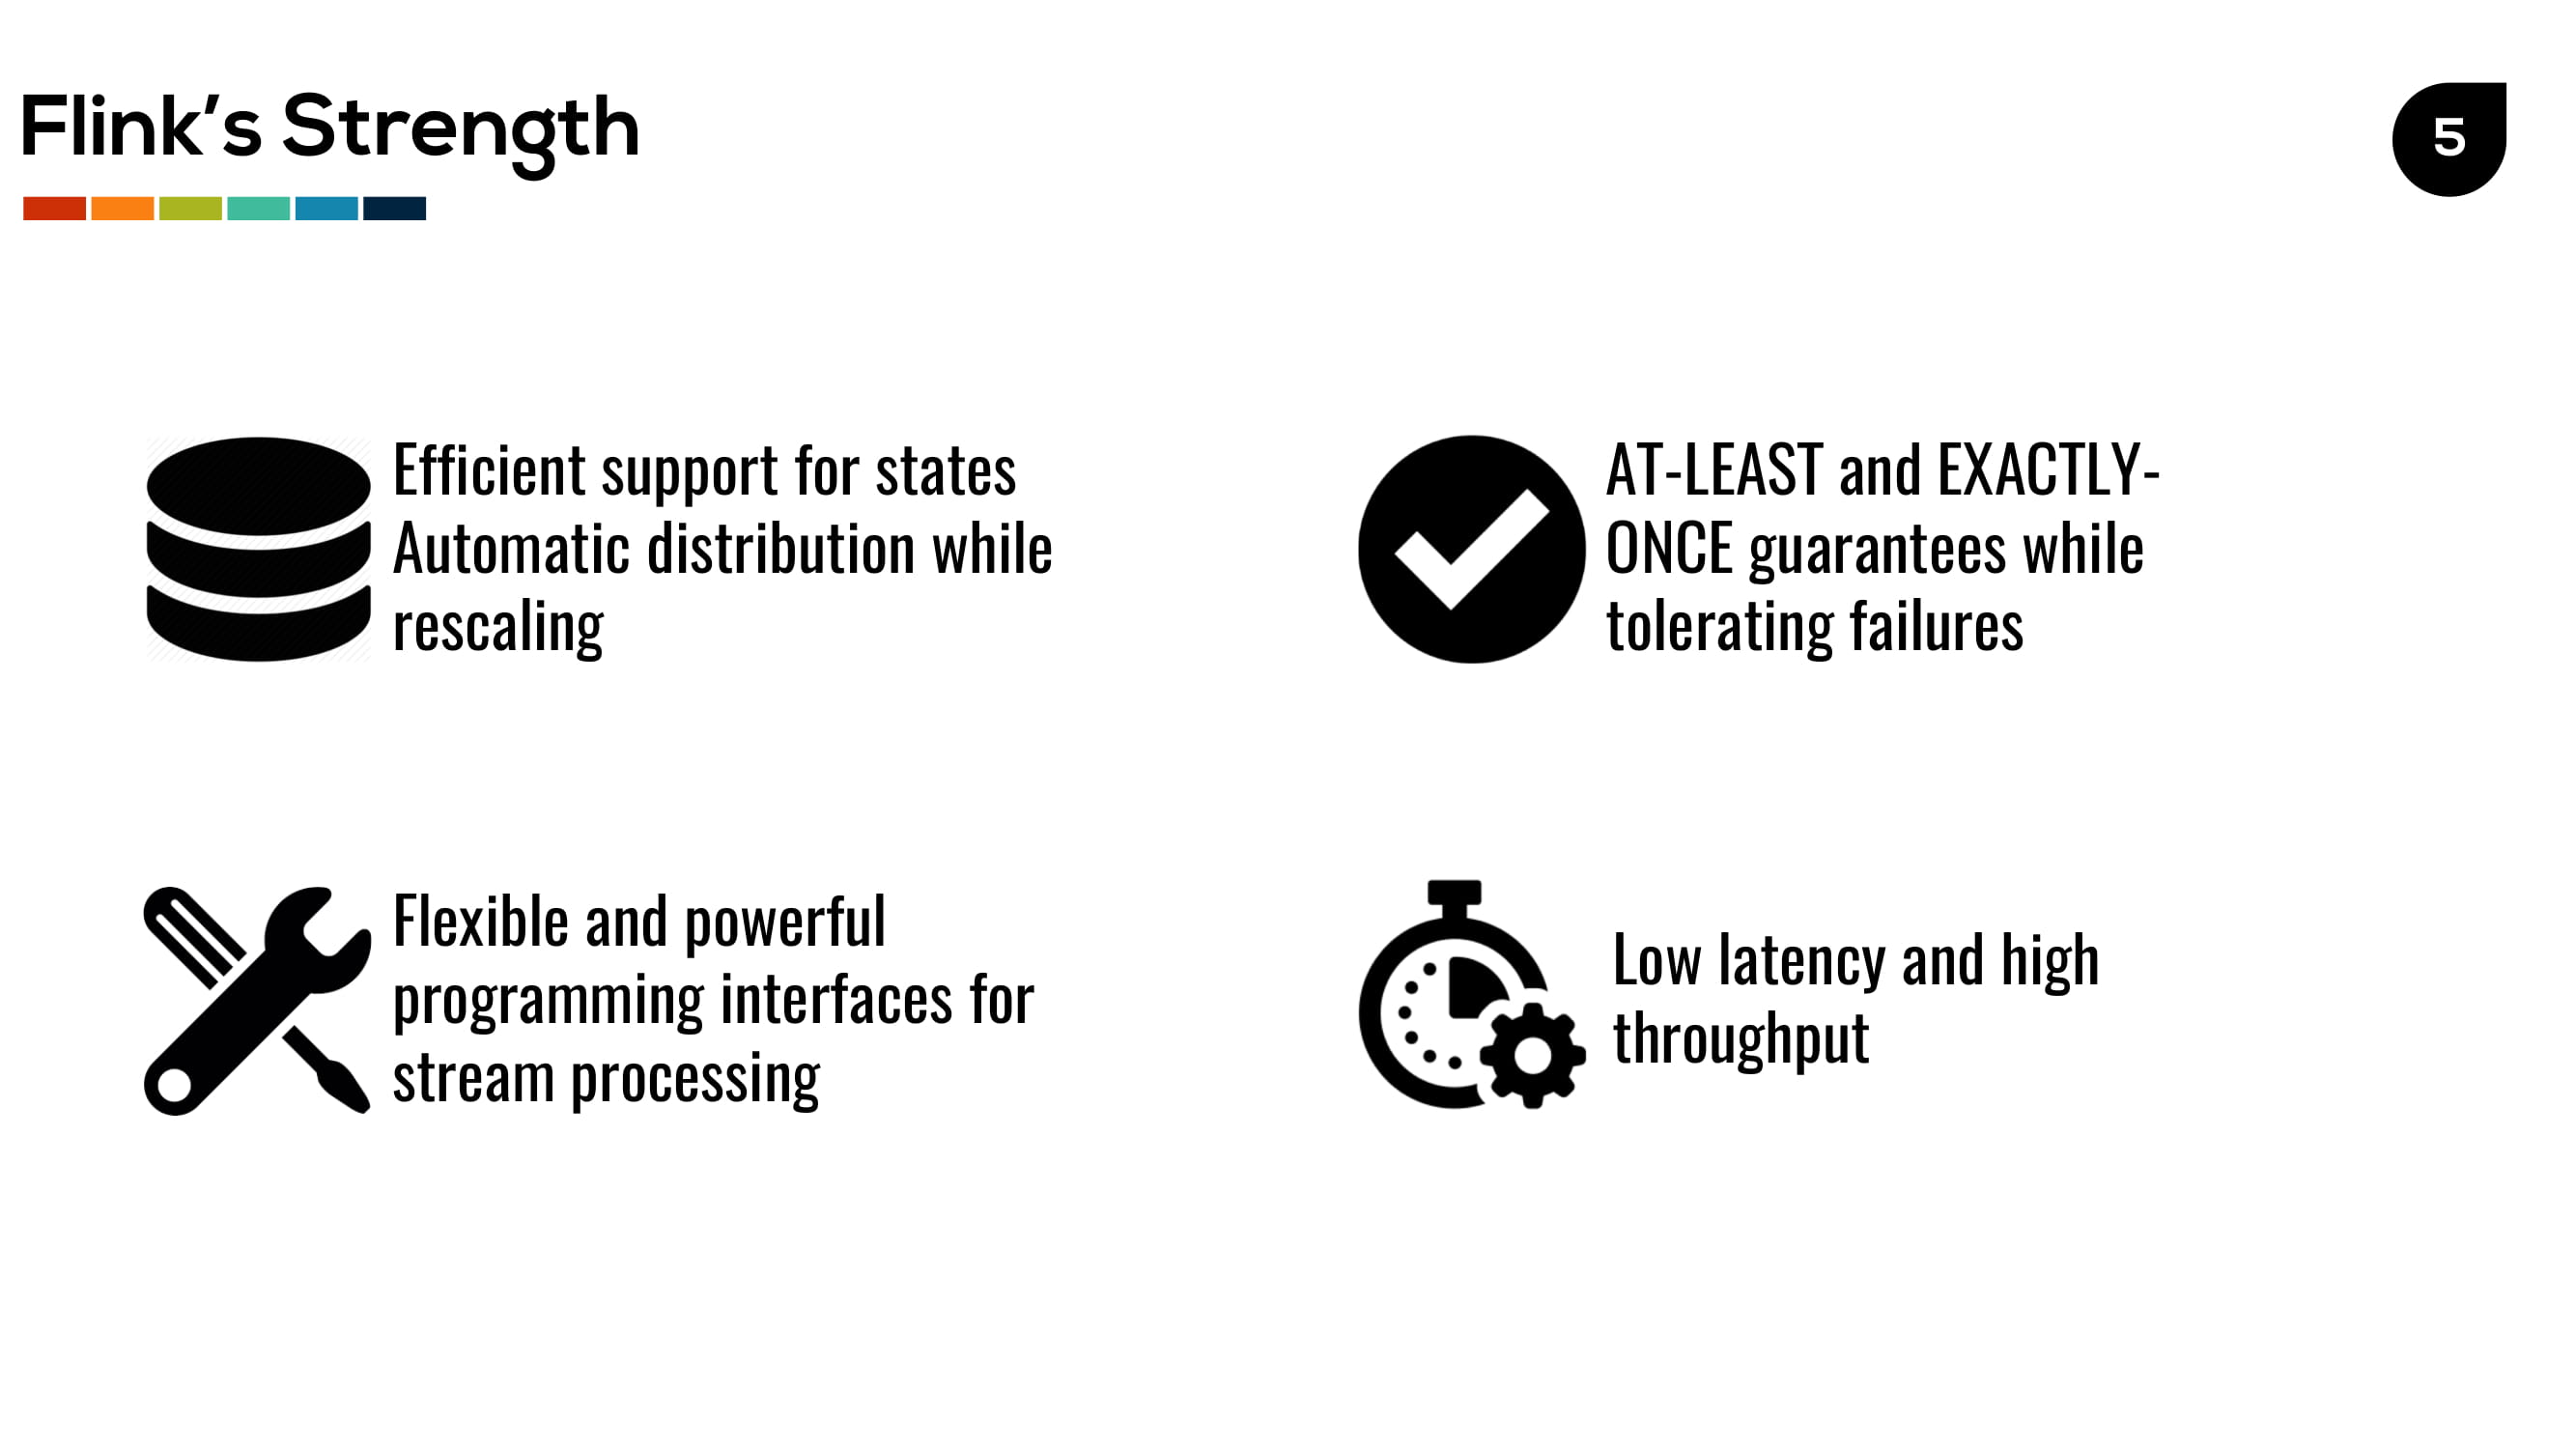 Flink’s Strength
5
Efficient support for states
Automatic distribution while
rescaling
AT-LEAST and EXACTLY-
ONCE guarantees while
tolerating failures
Flexible and powerful
programming interfaces for
stream processing
Low latency and high
throughput